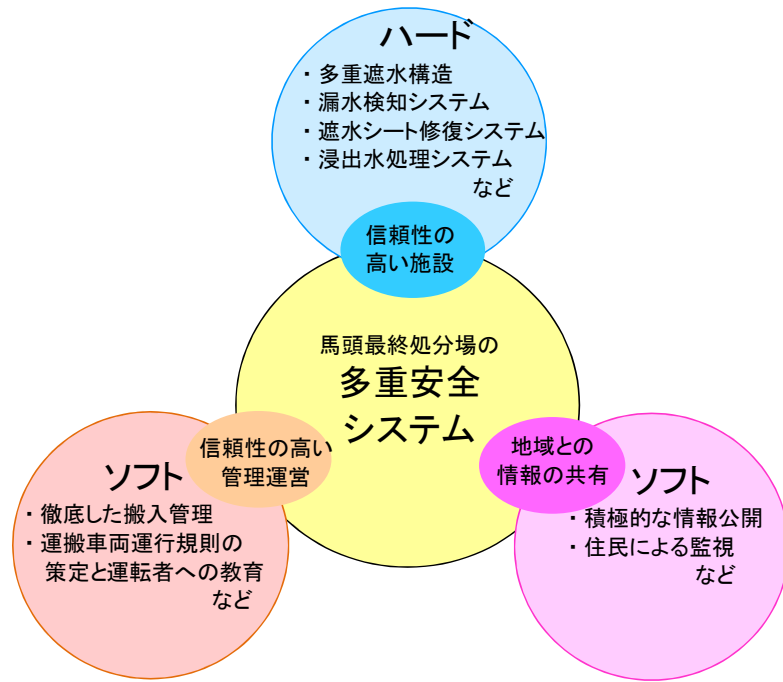 ハード
・多重遮水構造
・漏水検知システム
・遮水シート修復システム
・浸出水処理システム
など
信頼性の
高い施設
馬頭最終処分場の
多重安全
システム
信頼性の高い
管理運営
ソフト
・徹底した搬入管理
・運搬車両運行規則の
策定と運転者への教育
など
地域との
情報の共有
ソフト
・積極的な情報公開
・住民による監視
など